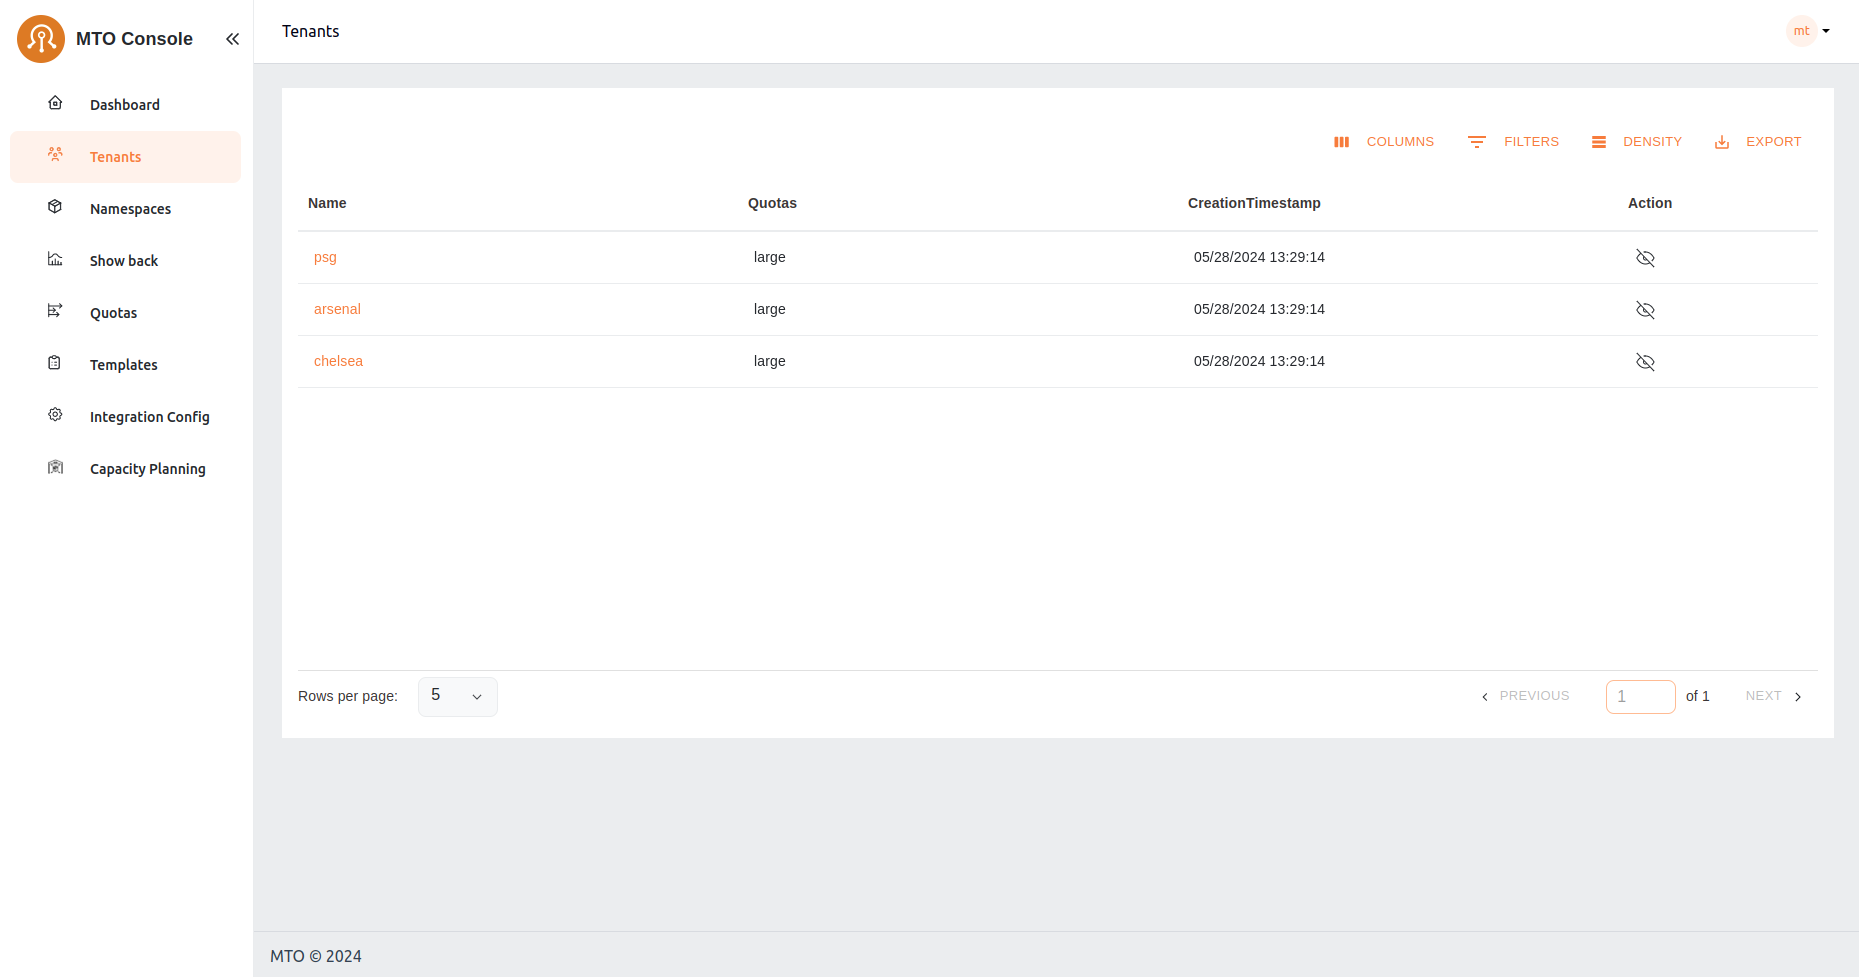 MTO Console
Dashboard
Tenants
Namespaces
Show back
Quotas
Templates
Integration Config
Capacity Planning
Tenants
mt
COLUMNS FILTERS DENSITY EXPORT
Name Quotas CreationTimestamp Action
psg large 05/28/2024 13:29:14
arsenal large 05/28/2024 13:29:14
chelsea large 05/28/2024 13:29:14
Rows per page: 5 PREVIOUS 1 of 1 NEXT
MTO © 2024